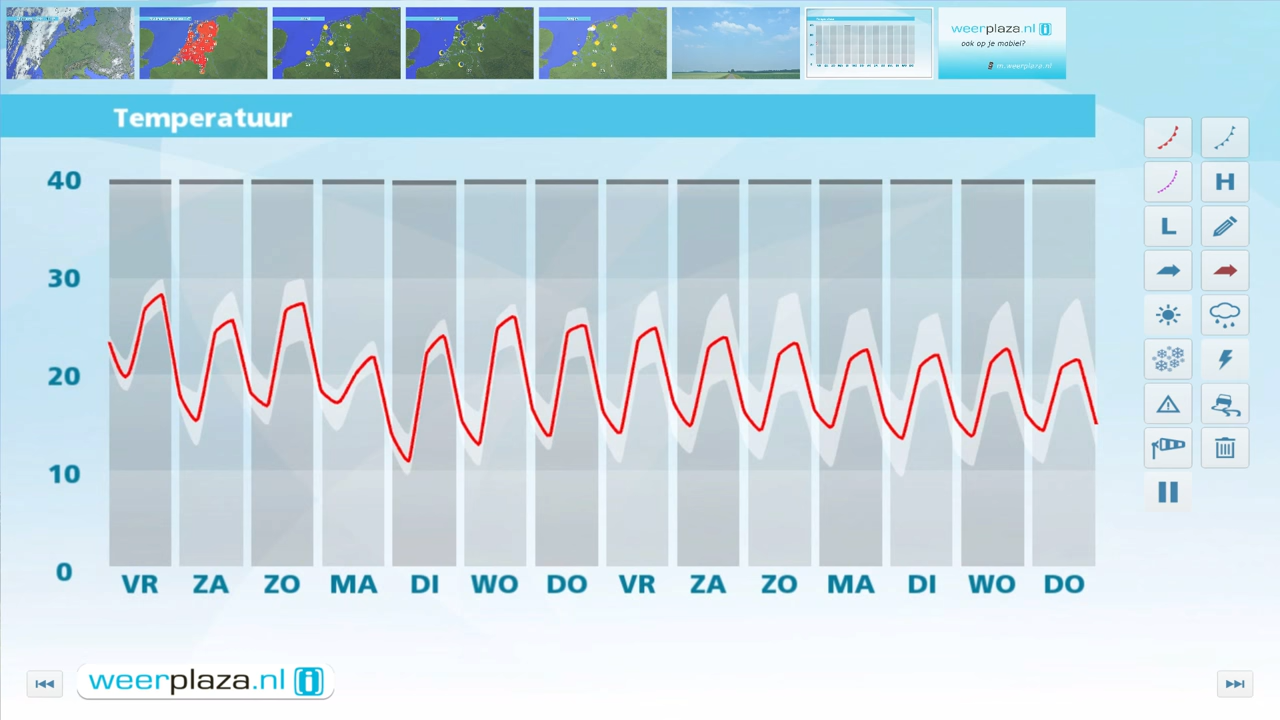 weerplaza.nl i
ook op je mobiel?
m.weerplaza.nl
Temperatuur
H
L
40
30
20
10
0
VR ZA ZO MA DI WO DO VR ZA ZO MA DI WO DO
weerplaza.nl i